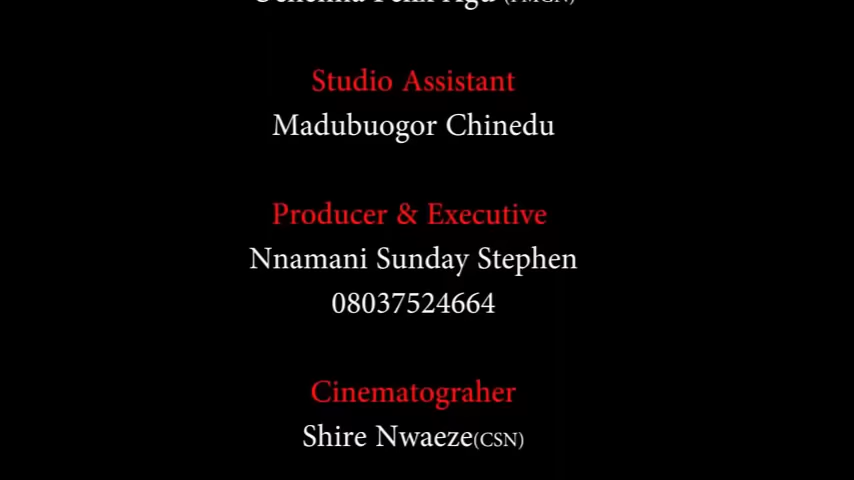 Studio Assistant
Madubuogor Chinedu
Producer & Executive
Nnamani Sunday Stephen
08037524664
Cinematograher
Shire Nwaeze(CSN)